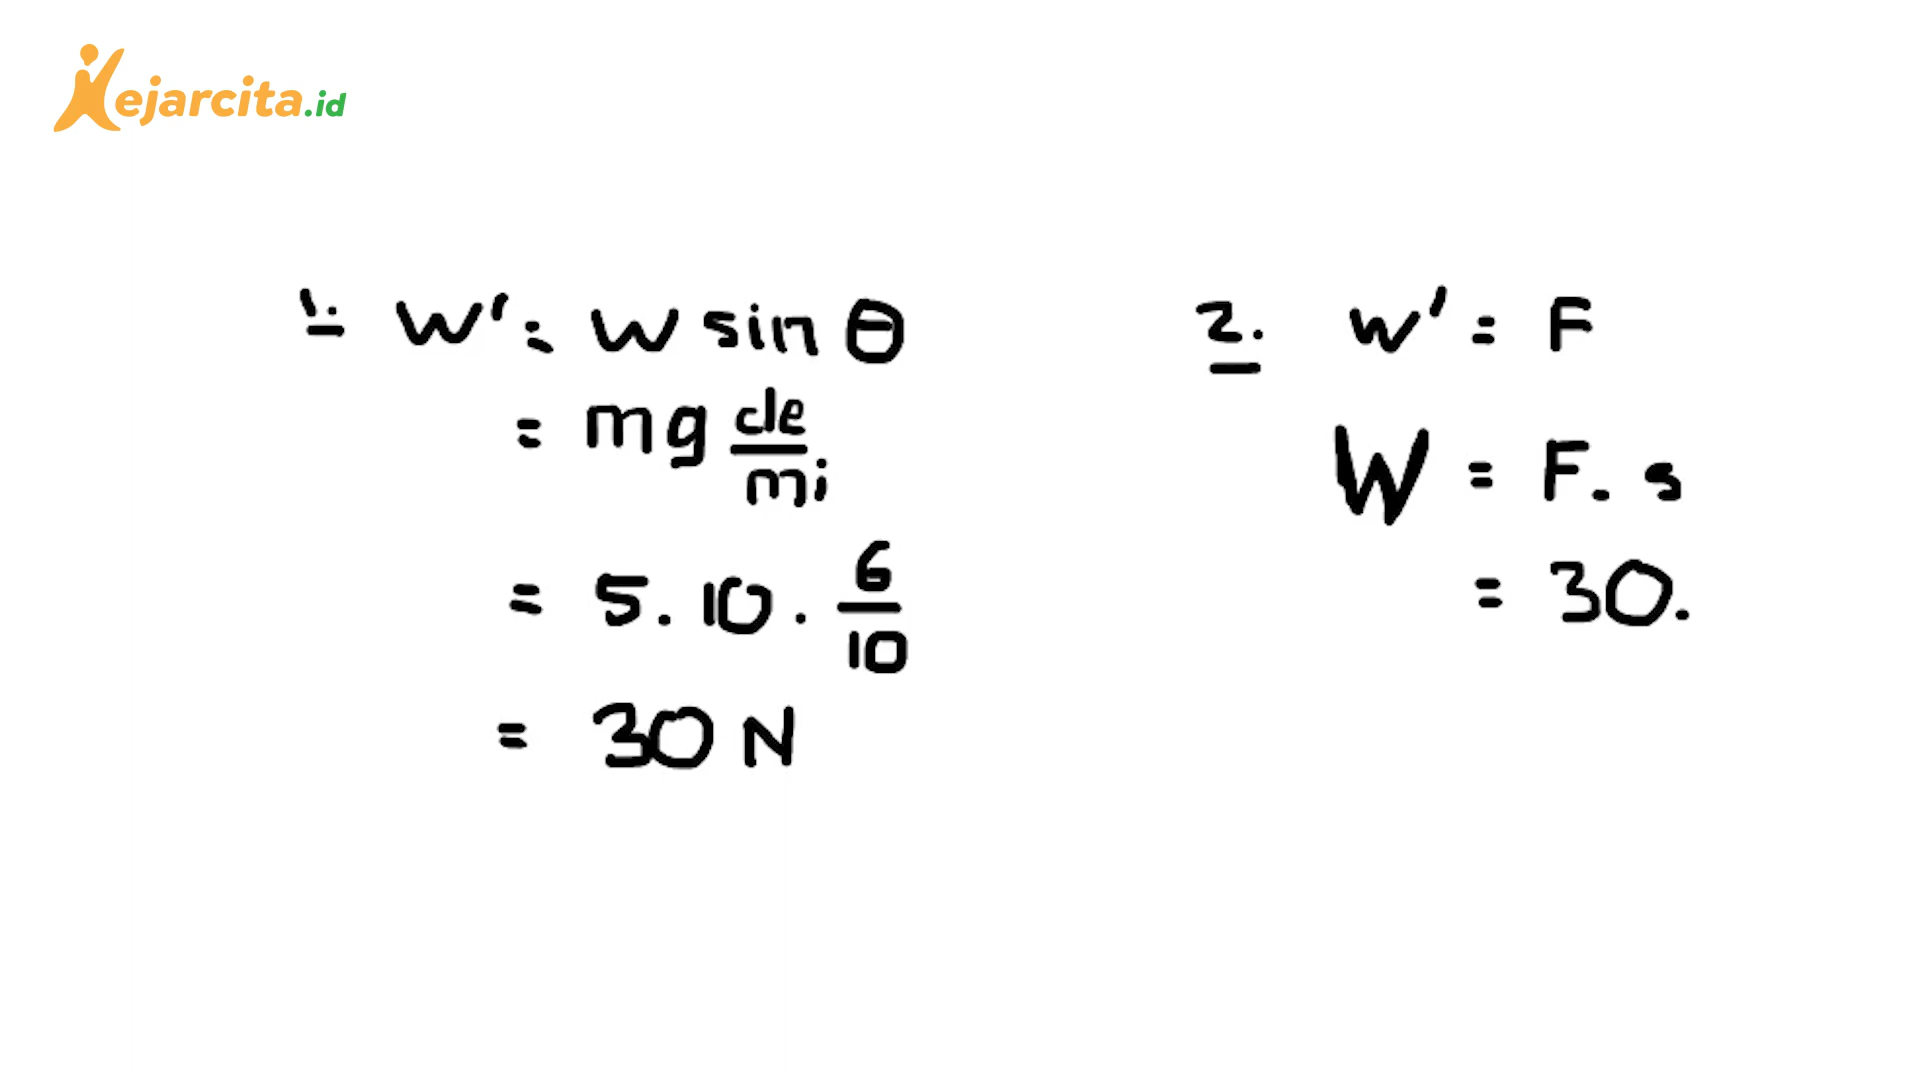 Kejarcita.id
1. W' = W sin θ
= mg de/mi
= 5 . 10 . 6/10
= 30 N
2. w' = F
W = F . s
= 30 .